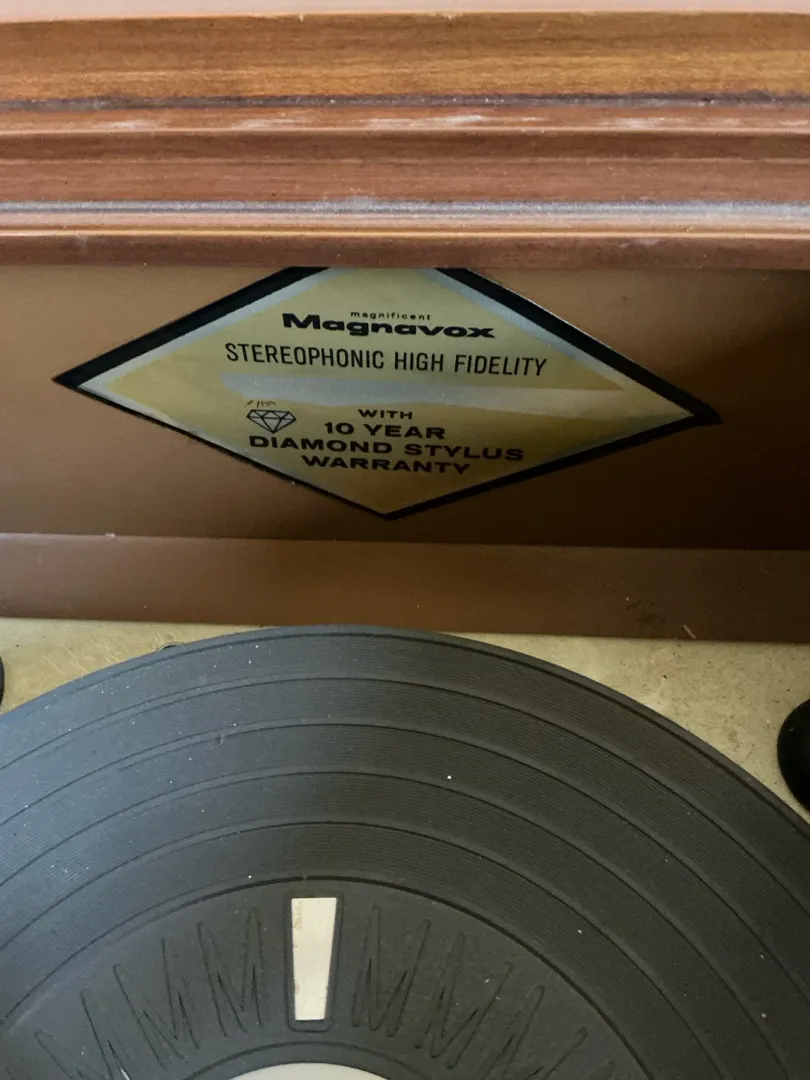 magnificent
Magnavox
STEREOPHONIC HIGH FIDELITY
WITH
10 YEAR
DIAMOND STYLUS
WARRANTY